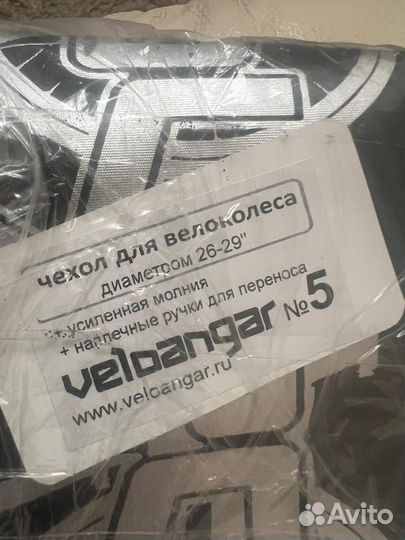 чехол для велоколеса
диаметром 26-29"
+ усиленная молния
+ наплечные ручки для переноса
veloangar №5
www.veloangar.ru
Avito